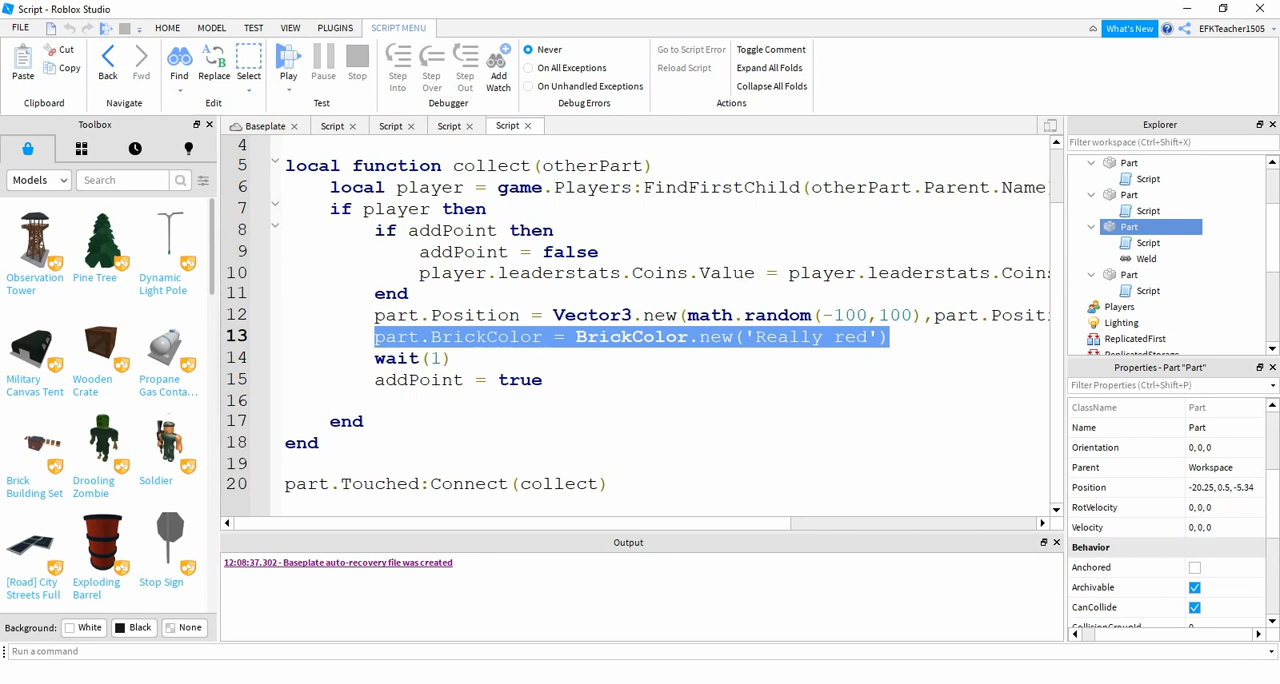 Script - Roblox Studio
FILE HOME MODEL TEST VIEW PLUGINS SCRIPT MENU What's New EFKTeacher1505
Paste Cut Copy Back Fwd Find Replace Select Play Pause Stop Step Into Step Over Step Out Add Watch Never On All Exceptions On Unhandled Exceptions Go to Script Error Reload Script Toggle Comment Expand All Folds Collapse All Folds
Clipboard Navigate Edit Test Debugger Debug Errors Actions
Toolbox
Models Search
Observation Tower
Pine Tree
Dynamic Light Pole
Military Canvas Tent
Wooden Crate
Propane Gas Conta...
Brick Building Set
Drooling Zombie
Soldier
[Road] City Streets Full
Exploding Barrel
Stop Sign
Background: White Black None
Baseplate Script Script Script Script
4
5 local function collect(otherPart)
6 local player = game.Players:FindFirstChild(otherPart.Parent.Name
7 if player then
8 if addPoint then
9 addPoint = false
10 player.leaderstats.Coins.Value = player.leaderstats.Coins
11 end
12 part.Position = Vector3.new(math.random(-100,100),part.Positi
13 part.BrickColor = BrickColor.new('Really red')
14 wait(1)
15 addPoint = true
16
17 end
18 end
19
20 part.Touched:Connect(collect)
Output
12:08:37.302 - Baseplate auto-recovery file was created
Explorer
Filter workspace (Ctrl+Shift+X)
Part
Script
Part
Script
Part
Script
Weld
Part
Script
Players
Lighting
ReplicatedFirst
ReplicatedStorage
Properties - Part "Part"
Filter Properties (Ctrl+Shift+P)
ClassName Part
Name Part
Orientation 0, 0, 0
Parent Workspace
Position -20.25, 0.5, -5.34
RotVelocity 0, 0, 0
Velocity 0, 0, 0
Behavior
Anchored
Archivable
CanCollide
CollisionGroupId 0
Run a command